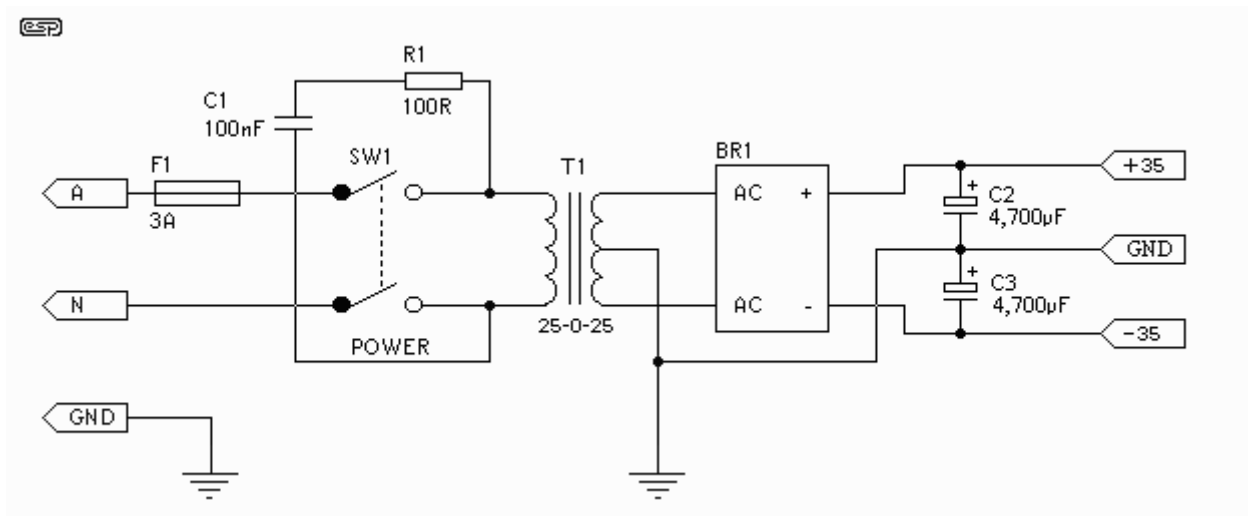 esp
R1
100R
C1
100nF
F1
3A
SW1
T1
BR1
A
AC +
+35
C2
4,700µF
+
GND
N
AC -
C3
4,700µF
+
25-0-25
-35
POWER
GND